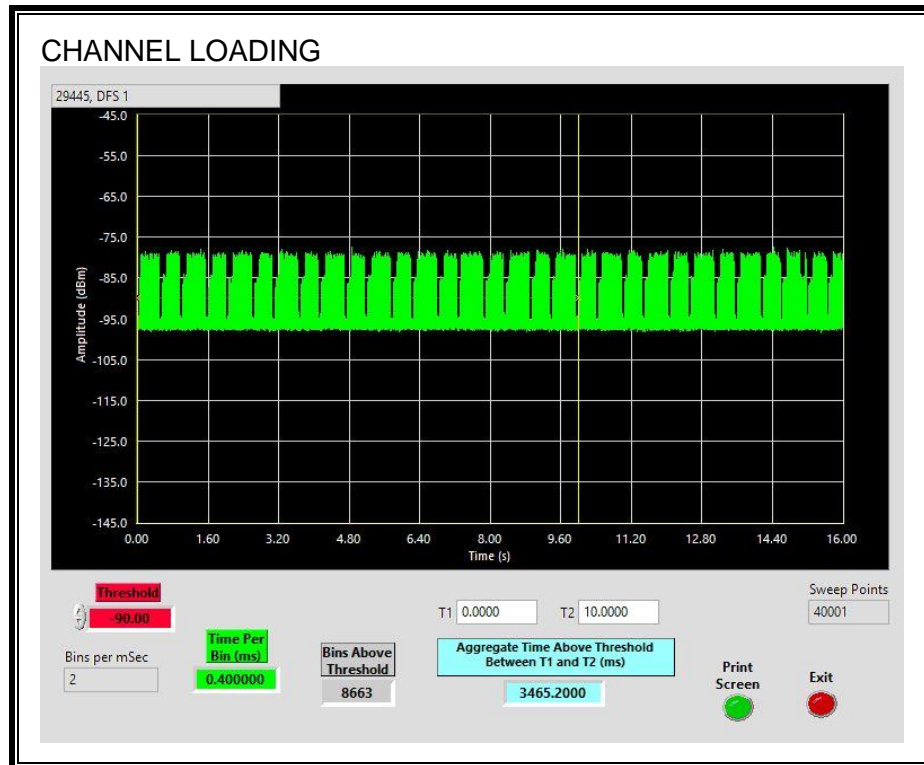 CHANNEL LOADING
29445, DFS 1
-45.0
-55.0
-65.0
-75.0
-85.0
-95.0
-105.0
-115.0
-125.0
-135.0
-145.0
Amplitude (dBm)
0.00 1.60 3.20 4.80 6.40 8.00 9.60 11.20 12.80 14.40 16.00
Time (s)
Threshold
-90.00
Bins per mSec
2
Time Per
Bin (ms)
0.400000
Bins Above
Threshold
8663
T1 0.0000 T2 10.0000
Aggregate Time Above Threshold
Between T1 and T2 (ms)
3465.2000
Sweep Points
40001
Print
Screen
Exit